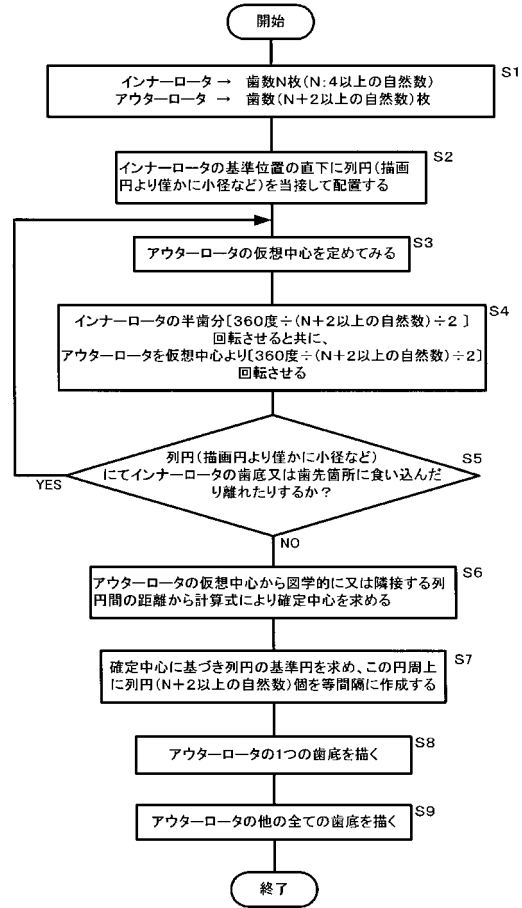 開始
S1
インナーロータ → 歯数N枚(N:4以上の自然数)
アウターロータ → 歯数(N+2以上の自然数)枚
S2
インナーロータの基準位置の直下に列円(描画
円より僅かに小径など)を当接して配置する
S3
アウターロータの仮想中心を定めてみる
S4
インナーロータの半歯分[360度÷(N+2以上の自然数)÷2 ]
回転させると共に、
アウターロータを仮想中心より[360度÷(N+2以上の自然数)÷2]
回転させる
S5
列円(描画円より僅かに小径など)
にてインナーロータの歯底又は歯先箇所に食い込んだ
り離れたりするか?
YES
NO
S6
アウターロータの仮想中心から図学的に又は隣接する列
円間の距離から計算式により確定中心を求める
S7
確定中心に基づき列円の基準円を求め、この円周上
に列円(N+2以上の自然数)個を等間隔に作成する
S8
アウターロータの1つの歯底を描く
S9
アウターロータの他の全ての歯底を描く
終了